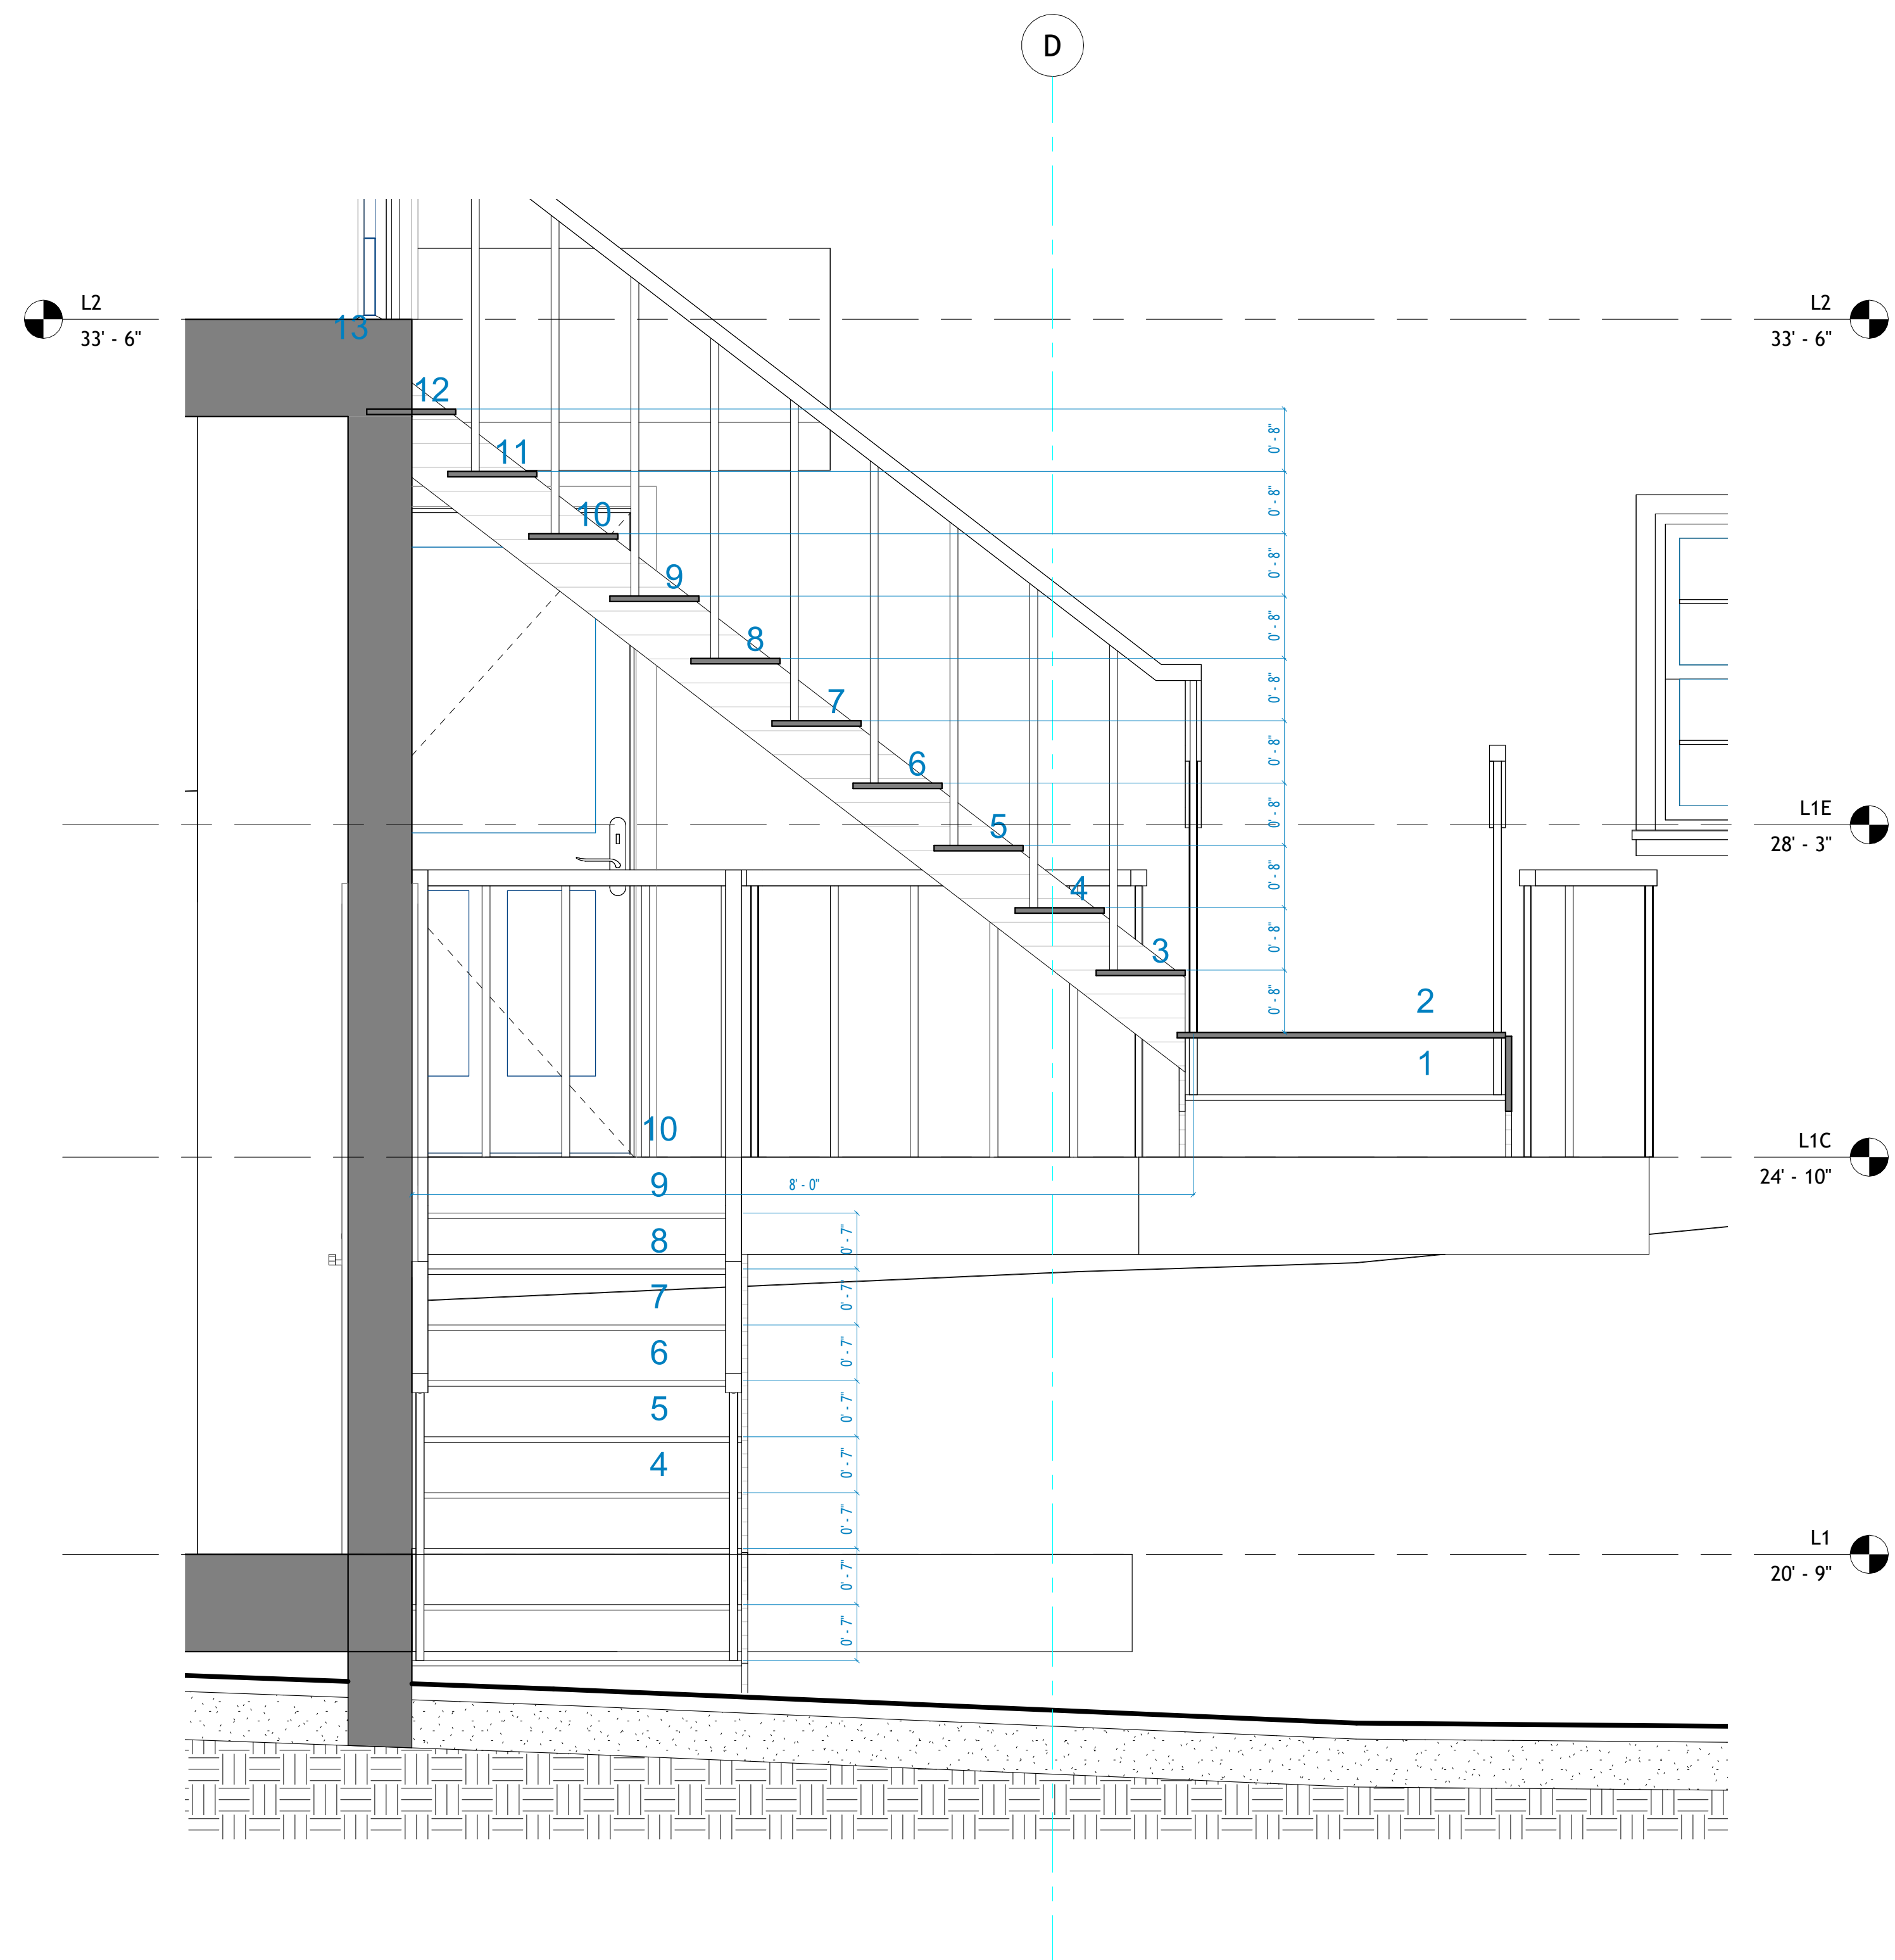 D
L2
33' - 6"
L2
33' - 6"
13
12
11
10
9
8
7
6
5
4
3
2
1
0' - 8"
0' - 8"
0' - 8"
0' - 8"
0' - 8"
0' - 8"
0' - 8"
0' - 8"
0' - 8"
0' - 8"
L1E
28' - 3"
L1C
24' - 10"
8' - 0"
10
9
8
7
6
5
4
0' - 7"
0' - 7"
0' - 7"
0' - 7"
0' - 7"
0' - 7"
0' - 7"
0' - 7"
L1
20' - 9"